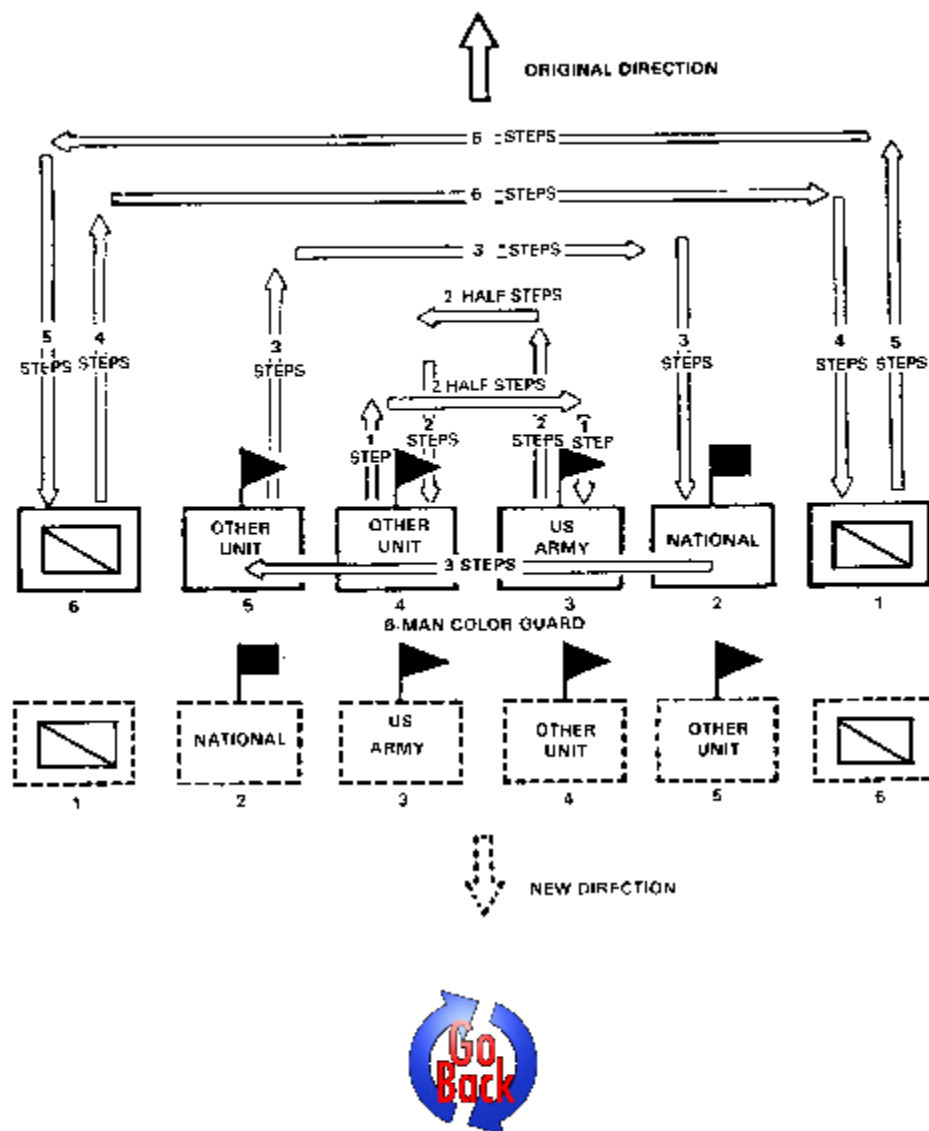 ORIGINAL DIRECTION
6 STEPS
6 STEPS
3 STEPS
2 HALF STEPS
5 STEPS
4 STEPS
3 STEPS
2 HALF STEPS
3 STEPS
4 STEPS
5 STEPS
1 STEP
2 STEPS
2 STEPS
1 STEP
OTHER UNIT
OTHER UNIT
US ARMY
NATIONAL
3 STEPS
6
5
4
3
2
1
6-MAN COLOR GUARD
NATIONAL
US ARMY
OTHER UNIT
OTHER UNIT
1
2
3
4
5
6
NEW DIRECTION
Go
Back